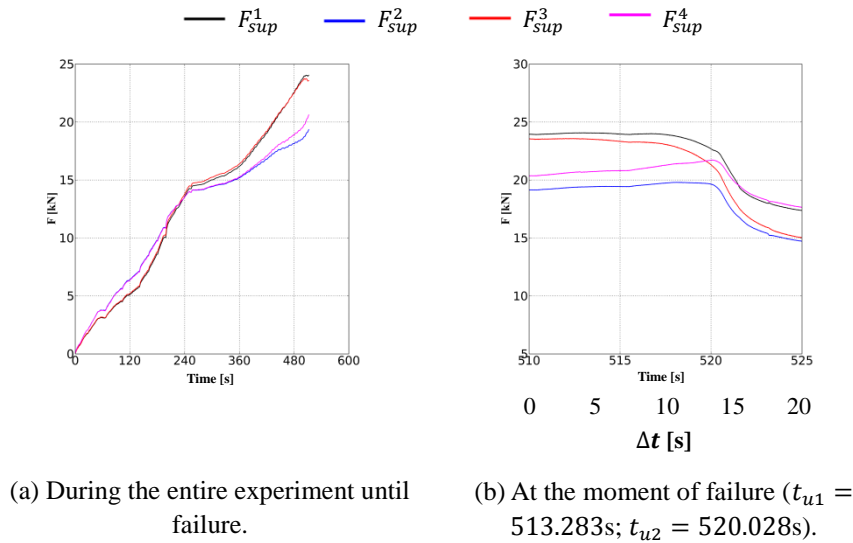 F¹sup F²sup F³sup F⁴sup
25
20
15
10
5
0
F [kN]
0 120 240 360 480 600
Time [s]
30
25
20
15
10
5
F [kN]
510 515 520 525
Time [s]
0 5 10 15 20
Δt [s]
(a) During the entire experiment until
failure.
(b) At the moment of failure (tu1 =
513.283s; tu2 = 520.028s).